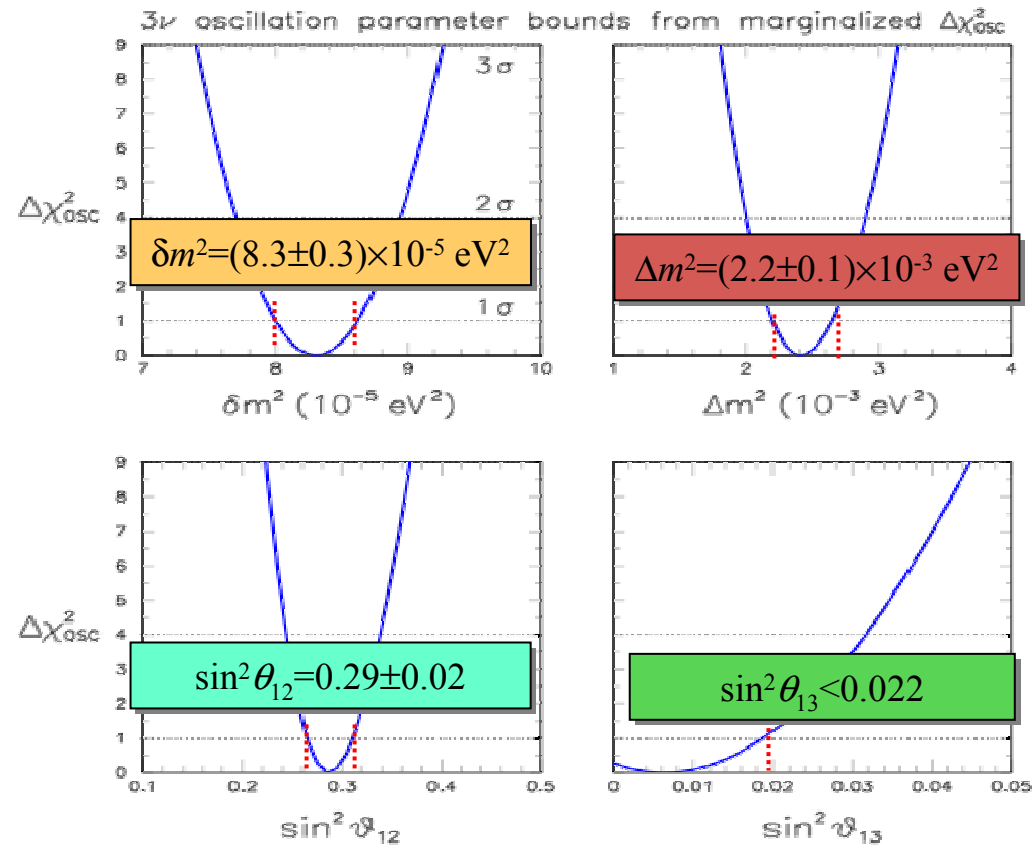 3ν oscillation parameter bounds from marginalized Δχ²osc
9
8
7
6
5
4
3
2
1
0
Δχ²osc
3σ
2σ
1σ
δm²=(8.3±0.3)×10⁻⁵ eV²
7 8 9 10
δm² (10⁻⁵ eV²)
Δm²=(2.2±0.1)×10⁻³ eV²
1 2 3 4
Δm² (10⁻³ eV²)
9
8
7
6
5
4
3
2
1
0
Δχ²osc
sin²θ₁₂=0.29±0.02
0.1 0.2 0.3 0.4 0.5
sin²ϑ₁₂
sin²θ₁₃<0.022
0 0.01 0.02 0.03 0.04 0.05
sin²ϑ₁₃